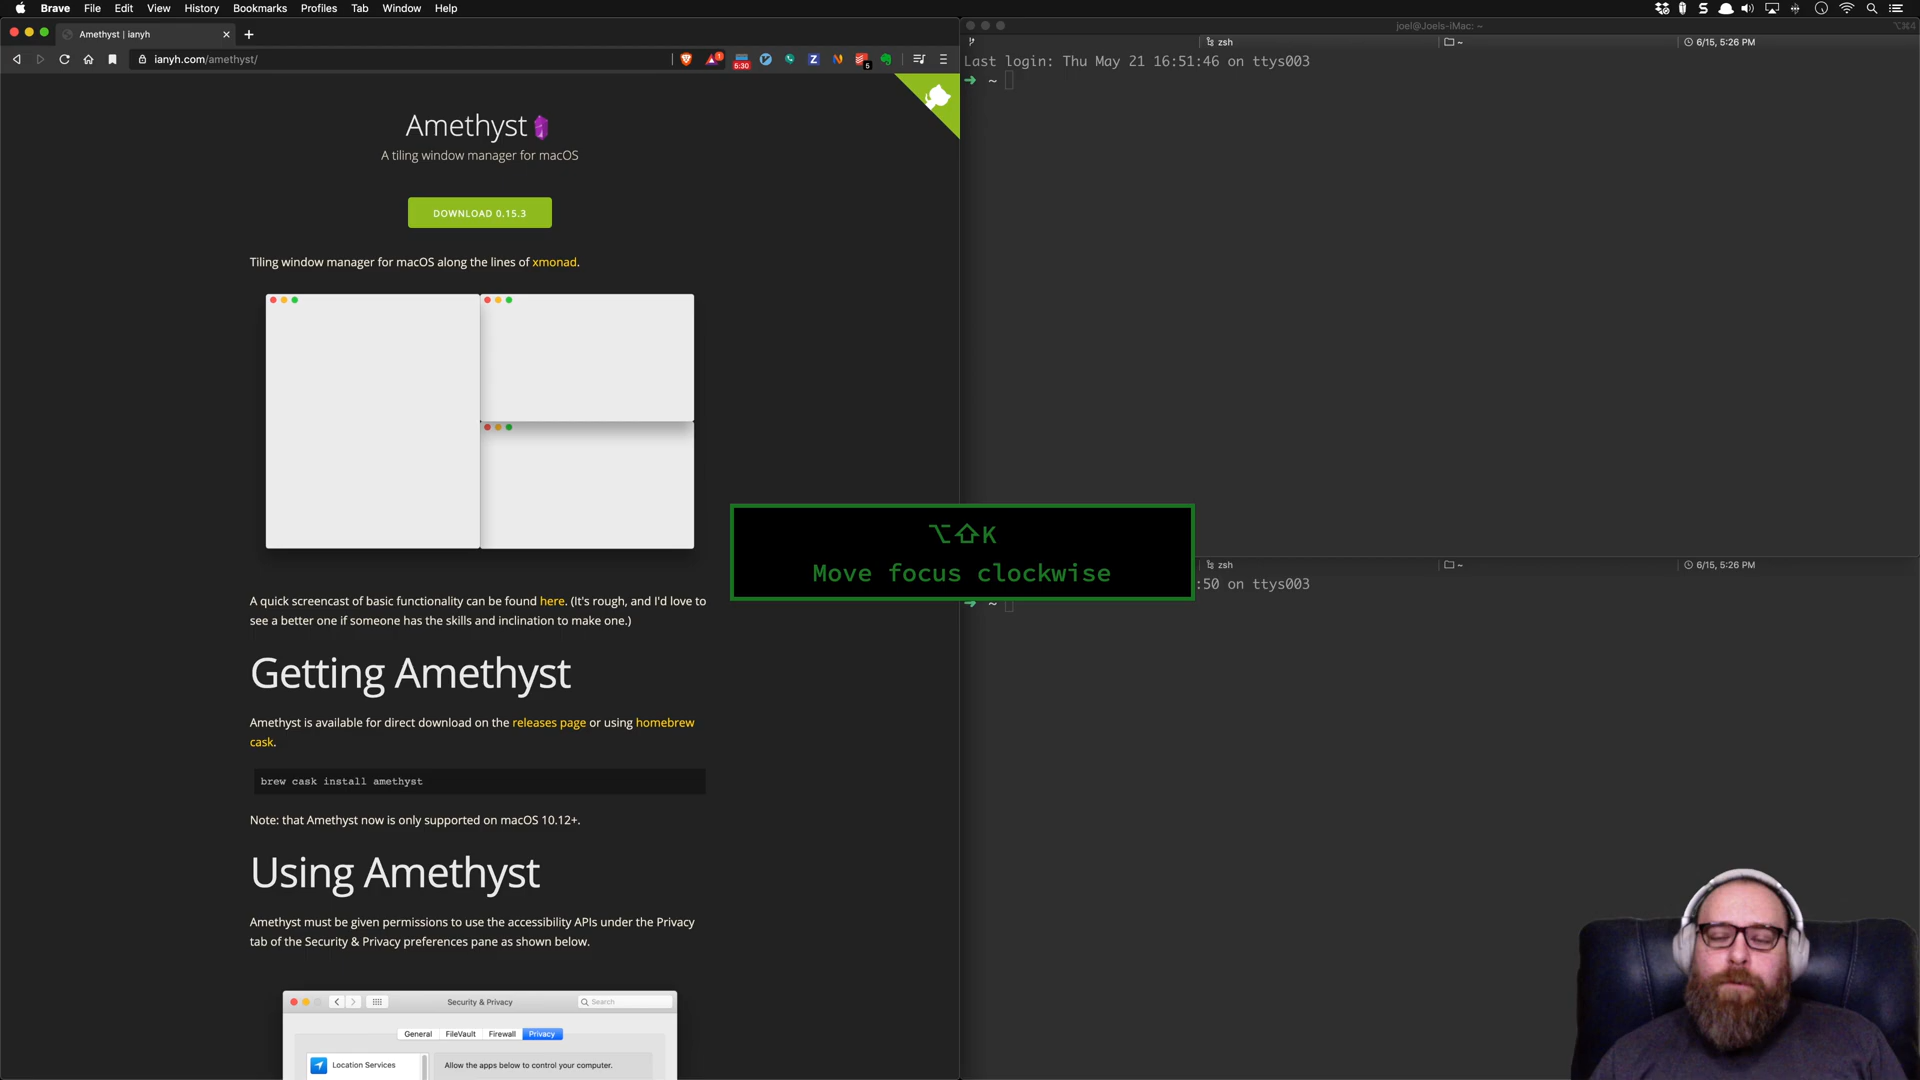 Brave File Edit View History Bookmarks Profiles Tab Window Help
Amethyst | ianyh
ianyh.com/amethyst/
1
5:30
Z
N
5
Amethyst
A tiling window manager for macOS
DOWNLOAD 0.15.3
Tiling window manager for macOS along the lines of xmonad.
A quick screencast of basic functionality can be found here. (It's rough, and I'd love to
see a better one if someone has the skills and inclination to make one.)
Getting Amethyst
Amethyst is available for direct download on the releases page or using homebrew
cask.
brew cask install amethyst
Note: that Amethyst now is only supported on macOS 10.12+.
Using Amethyst
Amethyst must be given permissions to use the accessibility APIs under the Privacy
tab of the Security & Privacy preferences pane as shown below.
Security & Privacy
Search
General FileVault Firewall Privacy
Location Services
Allow the apps below to control your computer.
joel@Joels-iMac: ~
⌥⌘4
zsh
~
6/15, 5:26 PM
Last login: Thu May 21 16:51:46 on ttys003
➜ ~
⌥⇧K
Move focus clockwise
zsh
~
6/15, 5:26 PM
:50 on ttys003
➜ ~